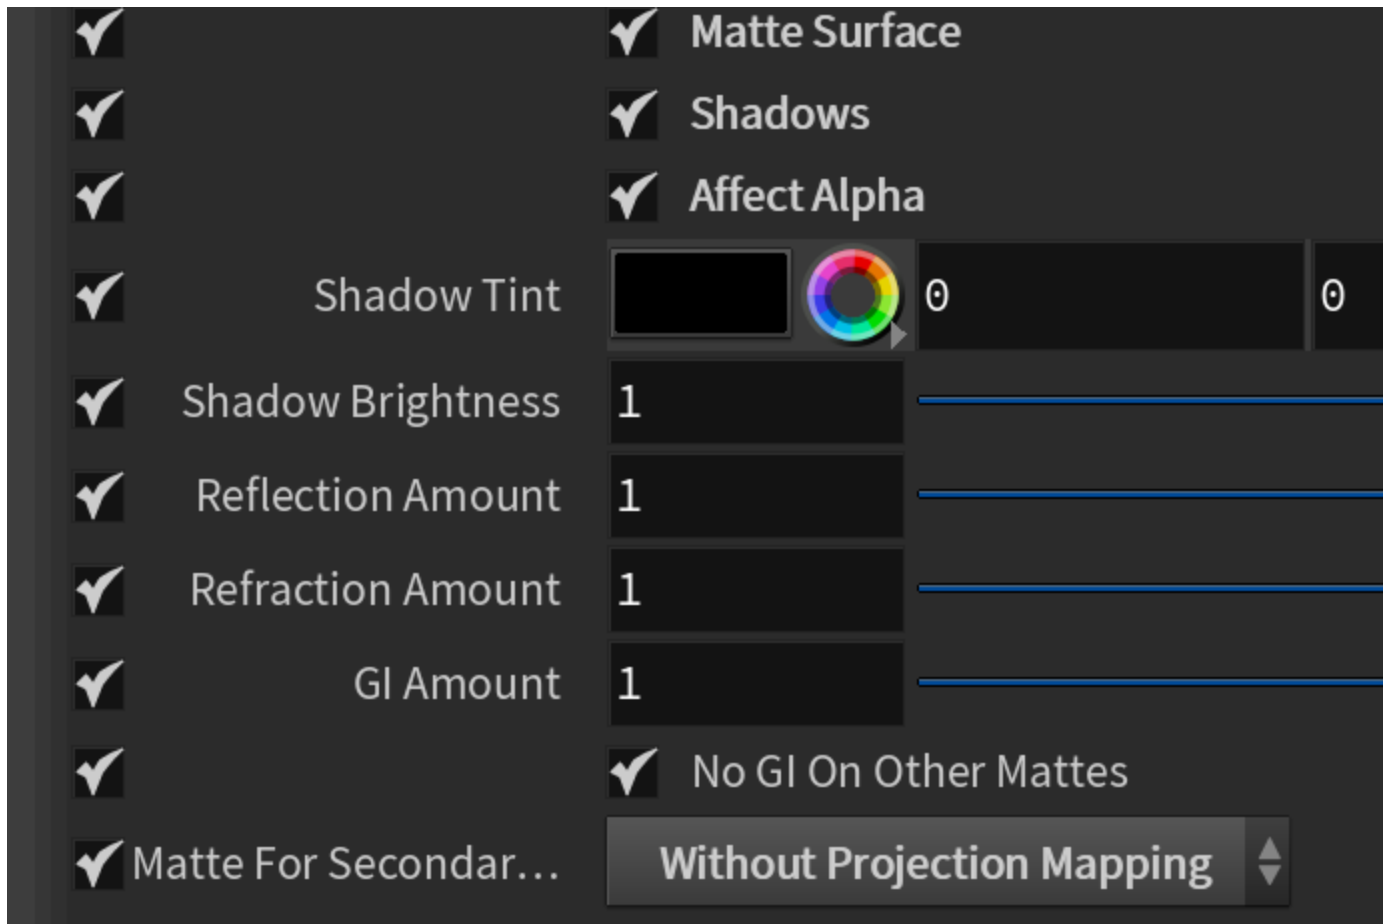 Matte Surface
Shadows
Affect Alpha
Shadow Tint 0 0
Shadow Brightness 1
Reflection Amount 1
Refraction Amount 1
GI Amount 1
No GI On Other Mattes
Matte For Secondar... Without Projection Mapping